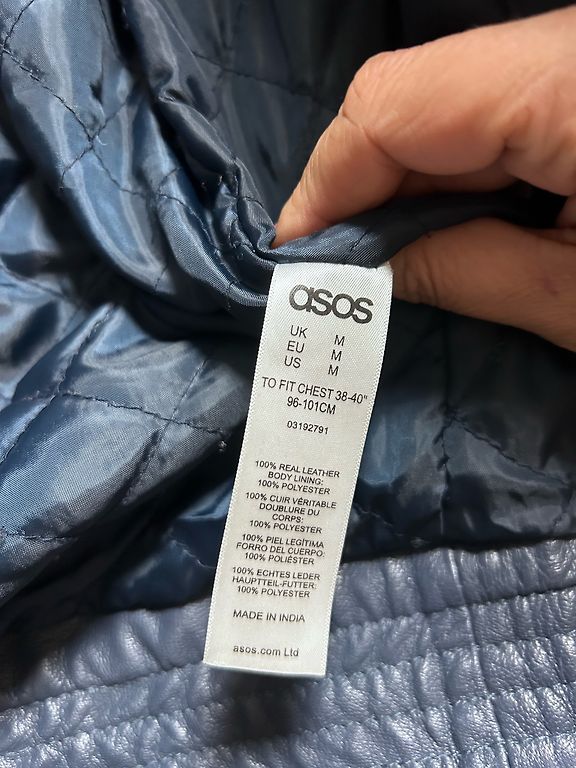 asos
UK M
EU M
US M
TO FIT CHEST 38-40"
96-101CM
03192791
100% REAL LEATHER
BODY LINING:
100% POLYESTER
100% CUIR VÉRITABLE
DOUBLURE DU
CORPS:
100% POLYESTER
100% PIEL LEGÍTIMA
FORRO DEL CUERPO:
100% POLIÉSTER
100% ECHTES LEDER
HAUPTTEIL-FUTTER:
100% POLYESTER
MADE IN INDIA
asos.com Ltd